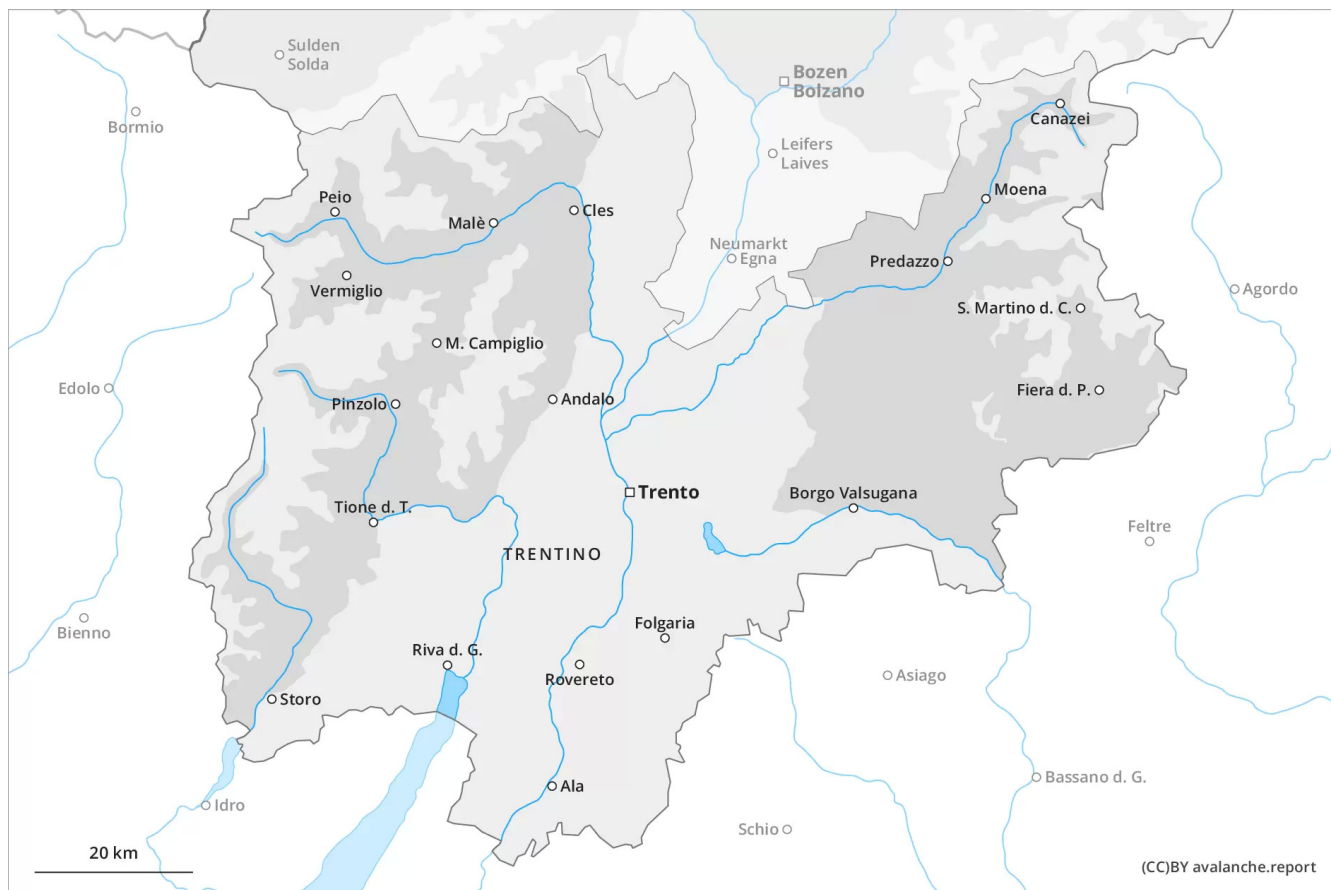 Sulden
Solda
Bozen
Bolzano
Bormio
Canazei
Leifers
Laives
Peio
Moena
Malè
Cles
Neumarkt
Egna
Predazzo
Vermiglio
Agordo
S. Martino d. C.
M. Campiglio
Edolo
Fiera d. P.
Pinzolo
Andalo
Trento
Borgo Valsugana
Tione d. T.
Feltre
TRENTINO
Bienno
Folgaria
Riva d. G.
Rovereto
Asiago
Storo
Bassano d. G.
Ala
Idro
Schio
20 km
(CC)BY avalanche.report